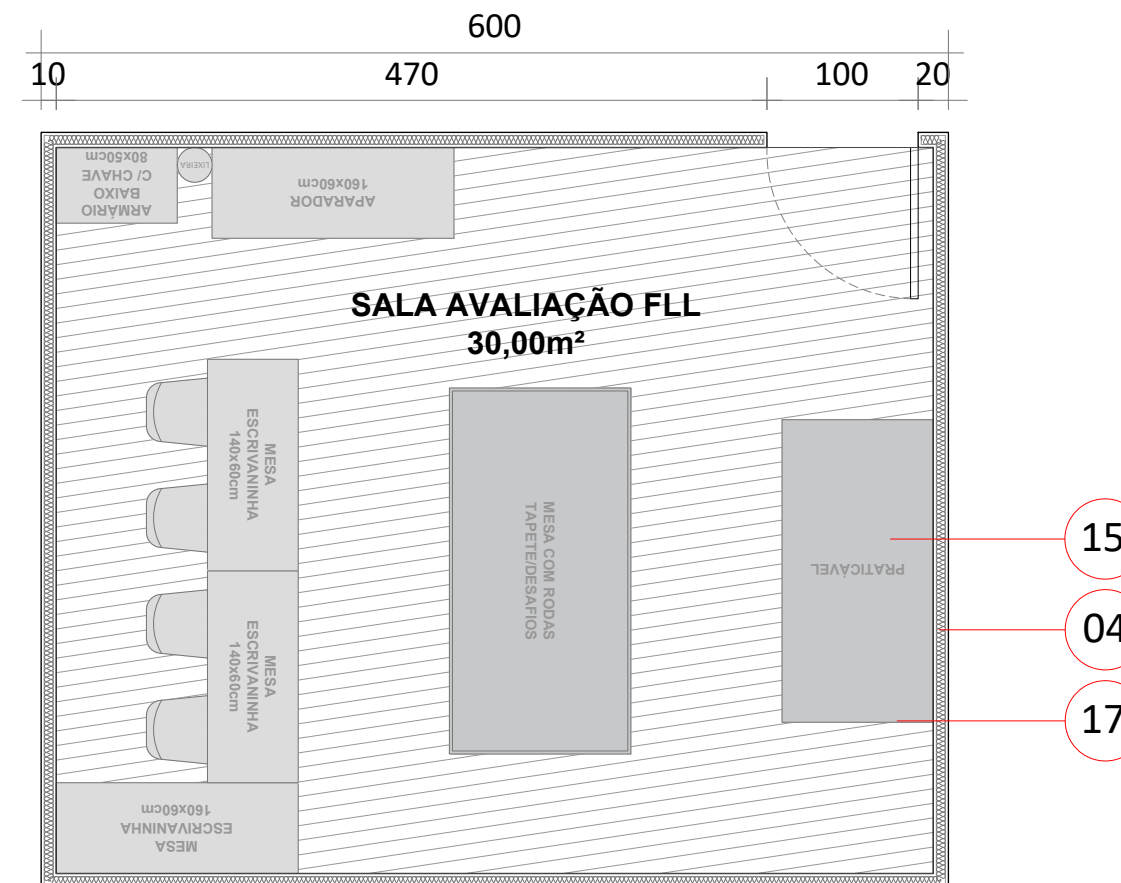 600
10 470 100 20
ARMÁRIO
BAIXO
C/ CHAVE
80x50cm
LIXEIRA
APARADOR
160x60cm
SALA AVALIAÇÃO FLL
30,00m²
MESA
ESCRIVANINHA
140x60cm
MESA COM RODAS
TAPETE/DESAFIOS
PRATICÁVEL
15
04
17
MESA
ESCRIVANINHA
140x60cm
MESA
ESCRIVANINHA
160x60cm